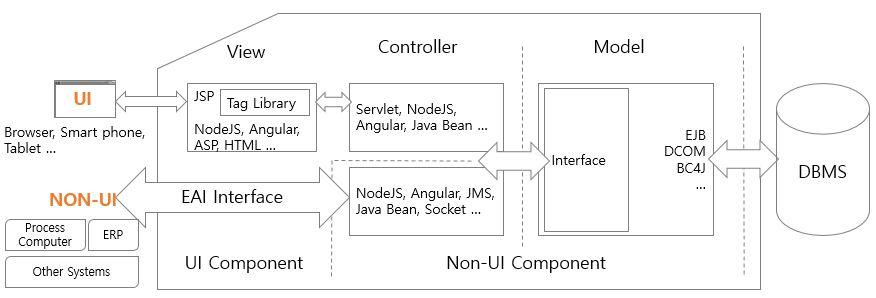 View
Controller
Model
UI
Browser, Smart phone,
Tablet ...
JSP
Tag Library
NodeJS, Angular,
ASP, HTML ...
Servlet, NodeJS,
Angular, Java Bean ...
Interface
EJB
DCOM
BC4J
...
DBMS
NON-UI
EAI Interface
NodeJS, Angular, JMS,
Java Bean, Socket ...
Process
Computer
ERP
Other Systems
UI Component
Non-UI Component